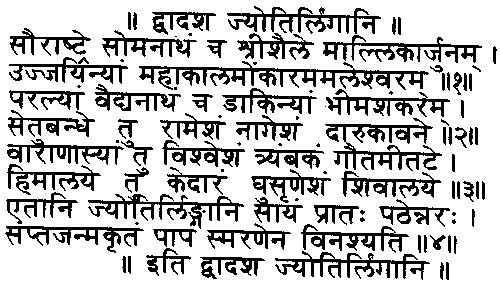 ॥ द्वादश ज्योतिर्लिंगानि ॥
सौराष्ट्रे सोमनाथं च श्रीशैले माल्लिकार्जुनम् ।
उज्जयिन्यां महाकालमोंकारममलेश्वरम् ॥१॥
परल्यां वैद्यनाथं च डाकिन्यां भीमशंकरम् ।
सेतुबन्धे तु रामेशं नागेशं दारुकावने ॥२॥
वाराणास्यां तु विश्वेशं त्र्यंबकं गौतमीतटे ।
हिमालये तु केदारं घुसृणेशं शिवालये ॥३॥
एतानि ज्योतिर्लिङ्गानि सायं प्रातः पठेन्नरः ।
सप्तजन्मकृतं पापं स्मरणेन विनश्यति ॥४॥
॥ इति द्वादश ज्योतिर्लिंगानि ॥